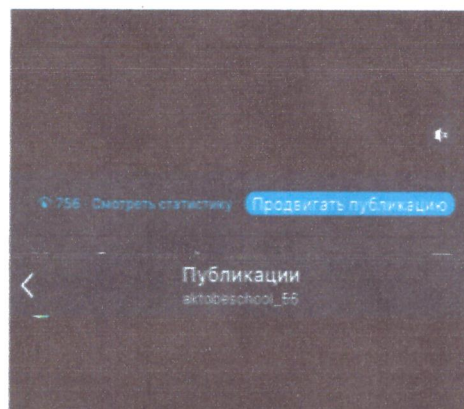 756 Смотреть статистику Продвигать публикацию
Публикации
aktobeschool_56